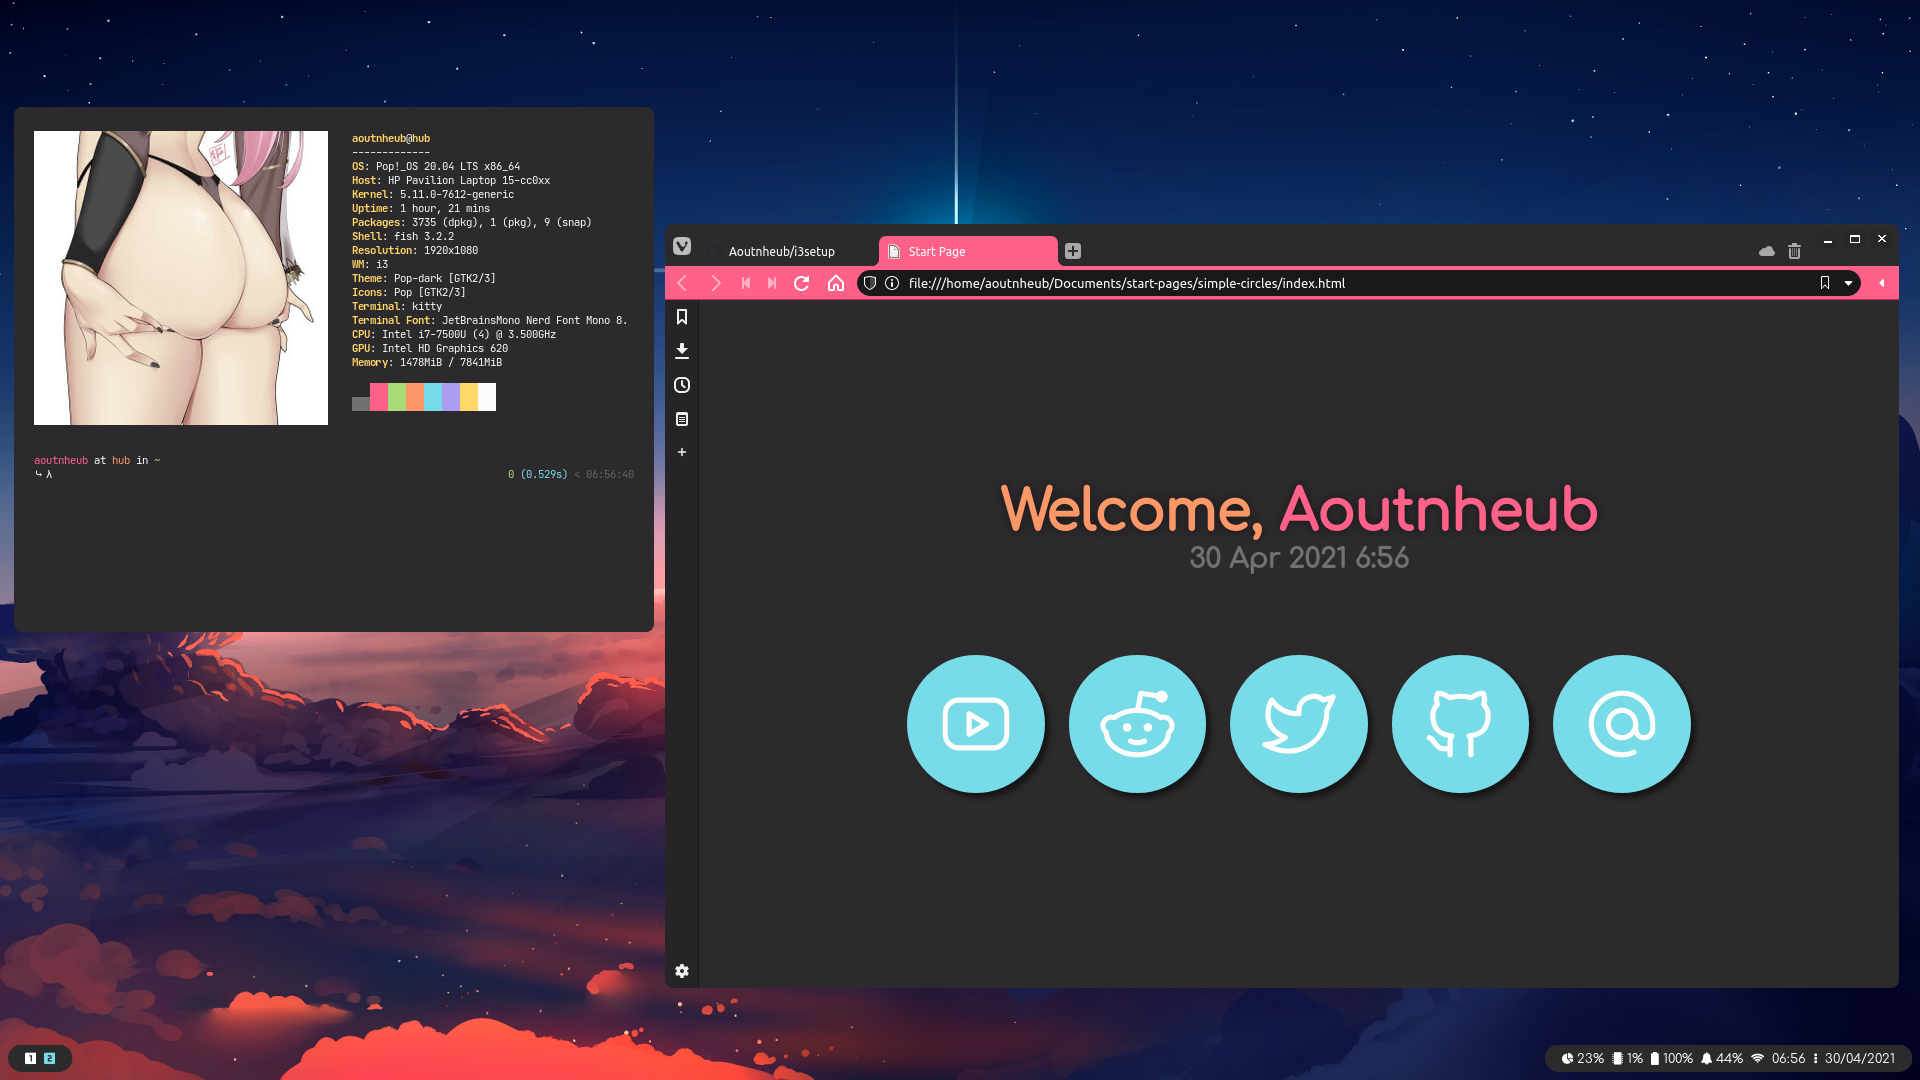 aoutnheub@hub
-------------
OS: Pop!_OS 20.04 LTS x86_64
Host: HP Pavilion Laptop 15-cc0xx
Kernel: 5.11.0-7612-generic
Uptime: 1 hour, 21 mins
Packages: 3735 (dpkg), 1 (pkg), 9 (snap)
Shell: fish 3.2.2
Resolution: 1920x1080
WM: i3
Theme: Pop-dark [GTK2/3]
Icons: Pop [GTK2/3]
Terminal: kitty
Terminal Font: JetBrainsMono Nerd Font Mono 8.
CPU: Intel i7-7500U (4) @ 3.500GHz
GPU: Intel HD Graphics 620
Memory: 1478MiB / 7841MiB
aoutnheub at hub in ~
↪ λ 0 (0.529s) < 06:56:40
Aoutnheub/i3setup Start Page
file:///home/aoutnheub/Documents/start-pages/simple-circles/index.html
Welcome, Aoutnheub
30 Apr 2021 6:56
1 2
23% 1% 100% 44% 06:56 30/04/2021